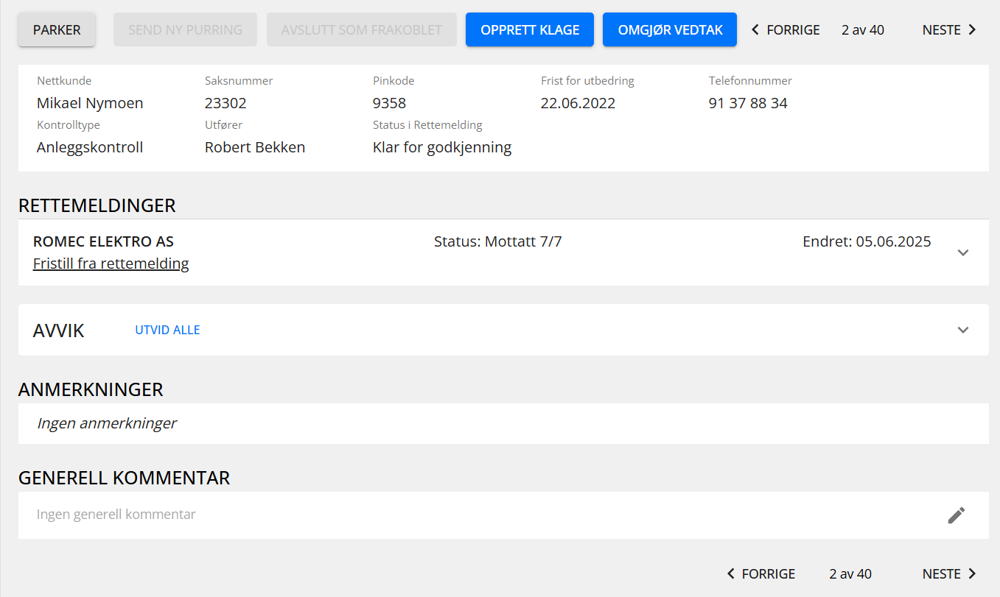 PARKER SEND NY PURRING AVSLUTT SOM FRAKOBLET OPPRETT KLAGE OMGJØR VEDTAK FORRIGE 2 av 40 NESTE
Nettkunde Saksnummer Pinkode Frist for utbedring Telefonnummer
Mikael Nymoen 23302 9358 22.06.2022 91 37 88 34
Kontrolltype Utfører Status i Rettemelding
Anleggskontroll Robert Bekken Klar for godkjenning
RETTEMELDINGER
ROMEC ELEKTRO AS Status: Mottatt 7/7 Endret: 05.06.2025
Fristill fra rettemelding
AVVIK UTVID ALLE
ANMERKNINGER
Ingen anmerkninger
GENERELL KOMMENTAR
Ingen generell kommentar
FORRIGE 2 av 40 NESTE